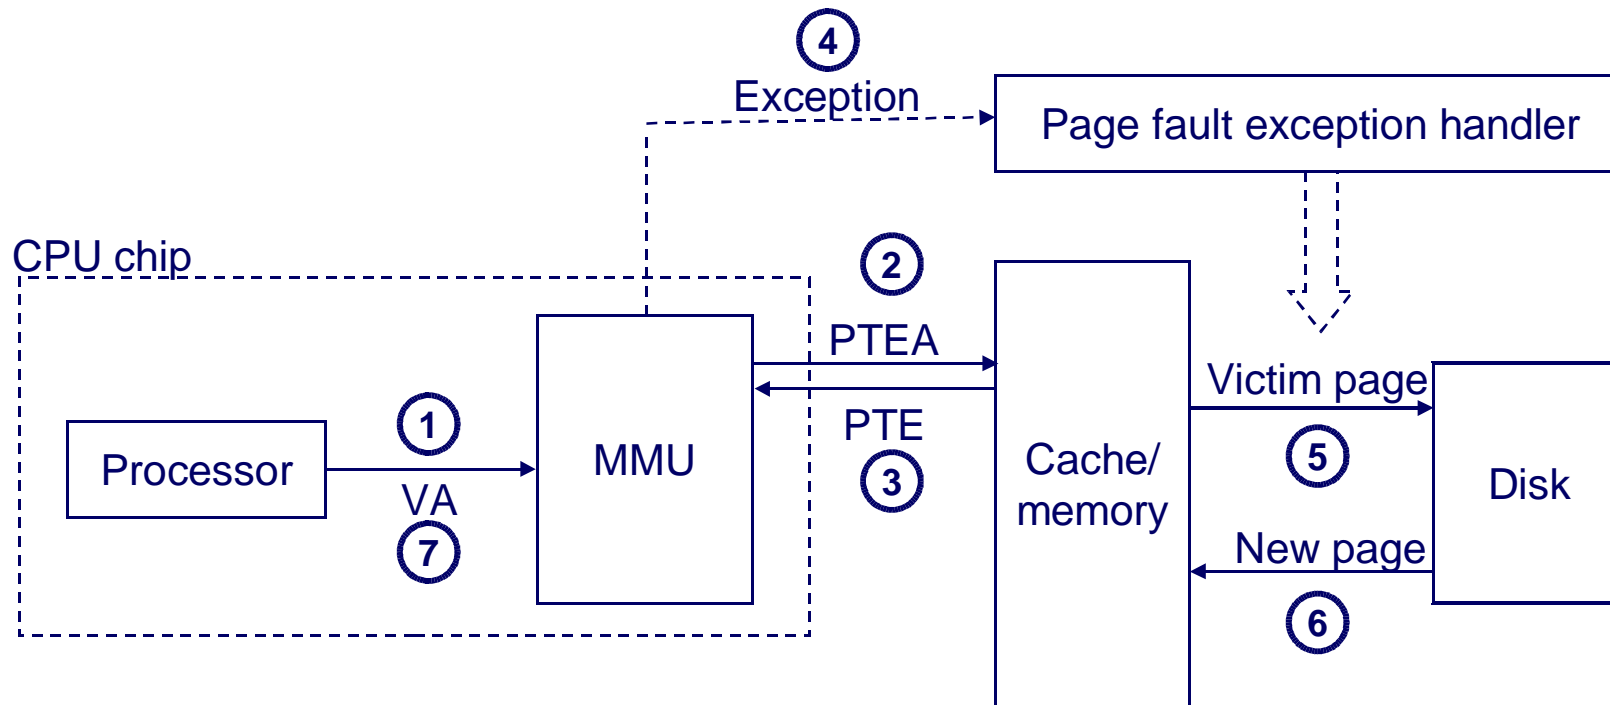 4
Exception
Page fault exception handler
CPU chip
2
PTEA
Victim page
1
Processor
VA
7
MMU
PTE
3
Cache/
memory
5
Disk
New page
6